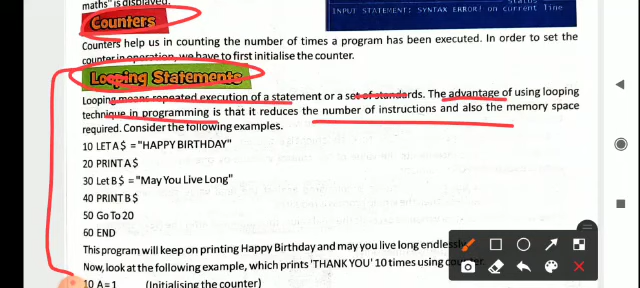 maths" is displayed.
status
INPUT STATEMENT: SYNTAX ERROR! on current line
Counters
Counters help us in counting the number of times a program has been executed. In order to set the
counter in operation, we have to first initialise the counter.
Looping Statements
Looping means repeated execution of a statement or a set of standards. The advantage of using looping
technique in programming is that it reduces the number of instructions and also the memory space
required. Consider the following examples.
10 LET A$ = "HAPPY BIRTHDAY"
20 PRINT A$
30 Let B$ = "May You Live Long"
40 PRINT B$
50 Go To 20
60 END
This program will keep on printing Happy Birthday and may you live long endlessly
Now, look at the following example, which prints 'THANK YOU' 10 times using
10 A=1 (Initialising the counter)